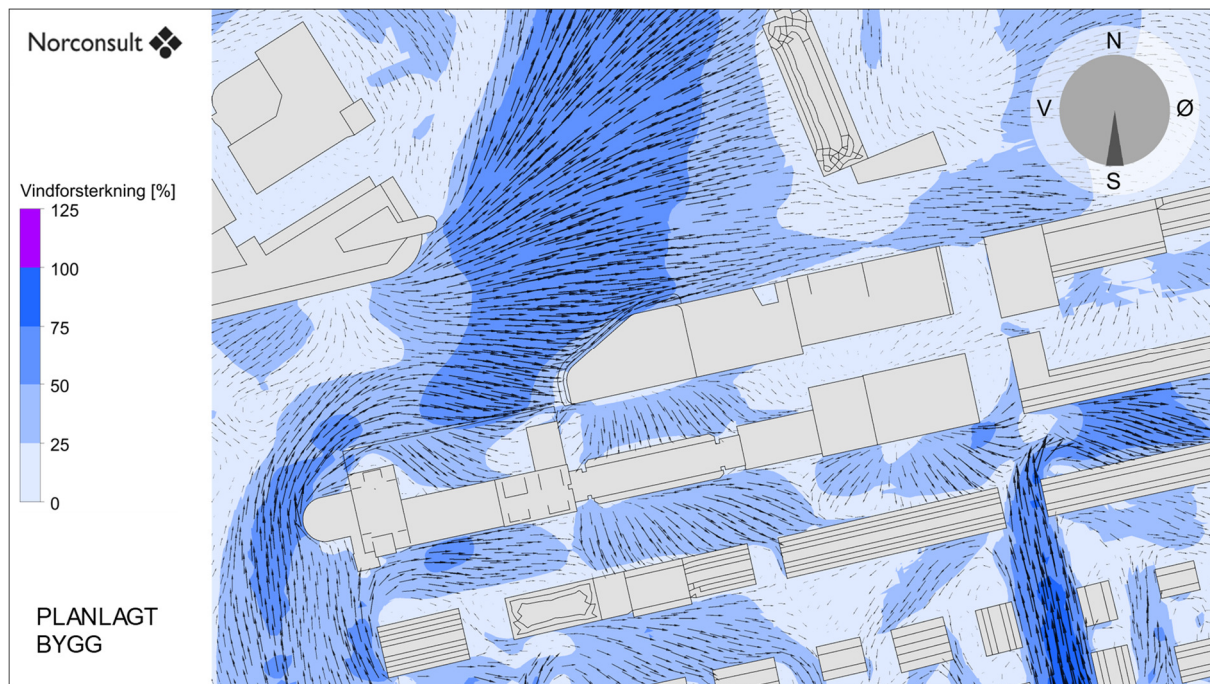 Norconsult
Vindforsterkning [%]
125
100
75
50
25
0
PLANLAGT
BYGG
N
V
Ø
S